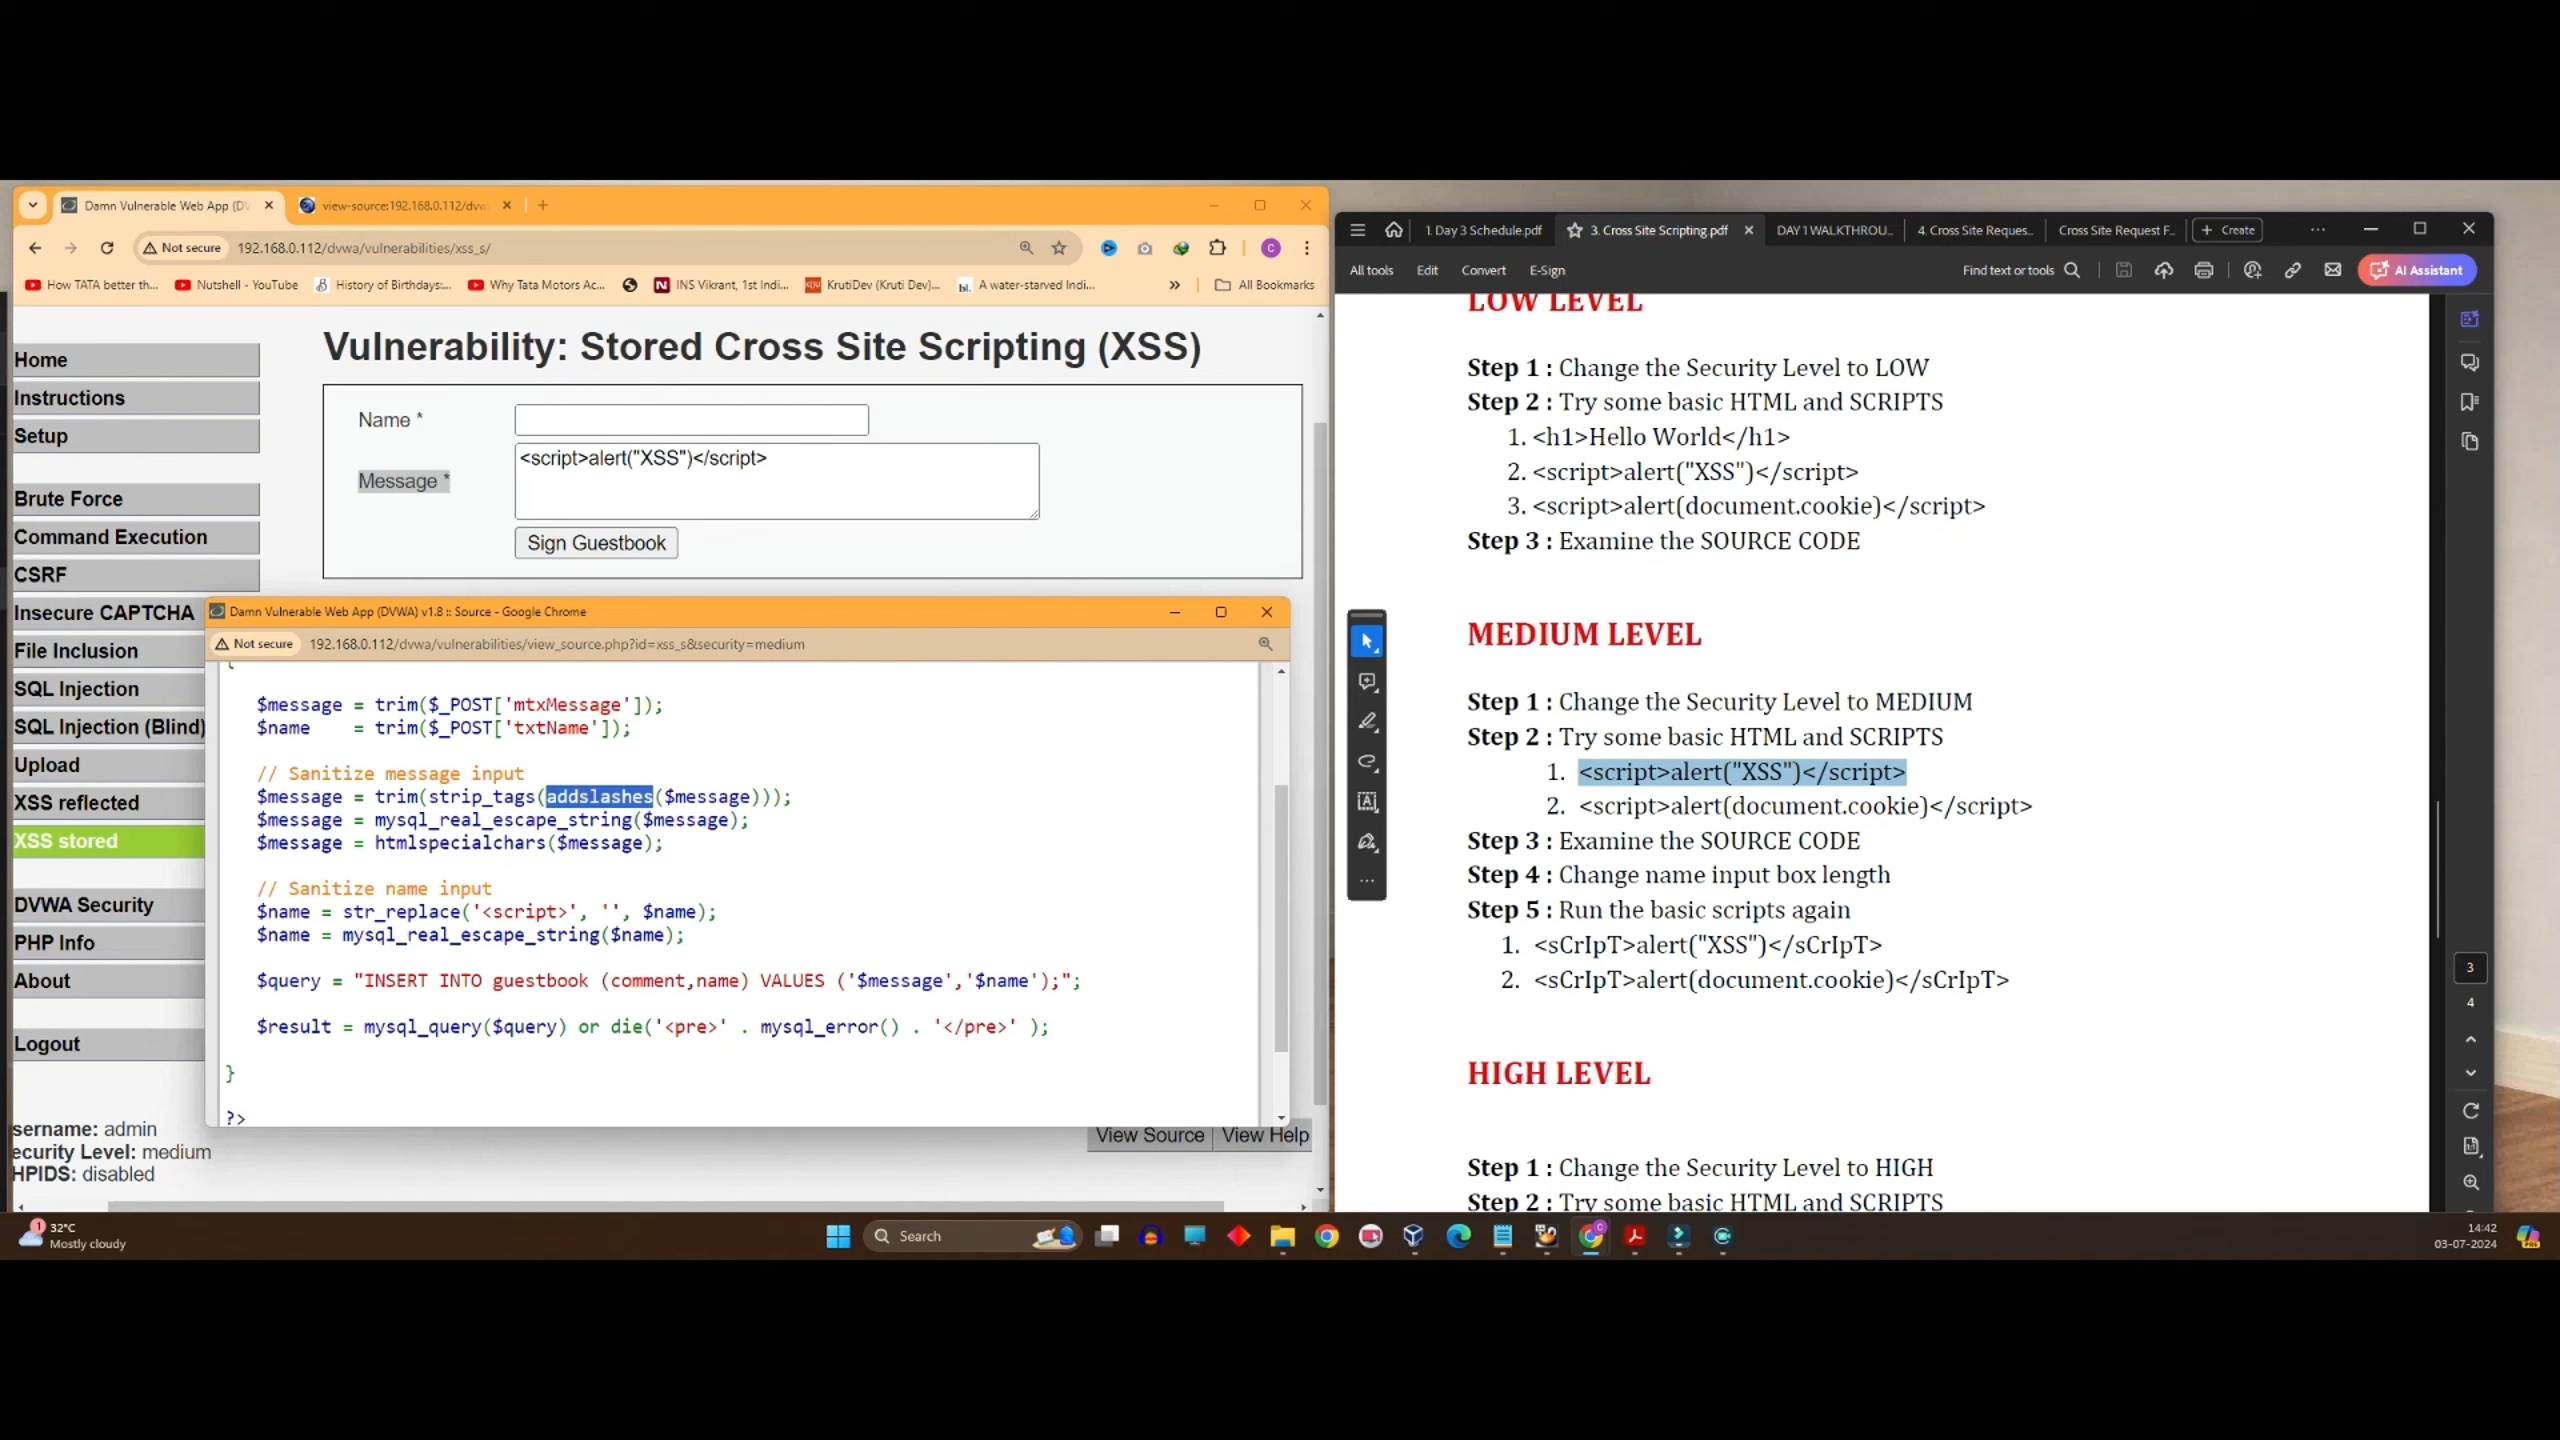 Damn Vulnerable Web App (DV
view-source:192.168.0.112/dvw
Not secure
192.168.0.112/dvwa/vulnerabilities/xss_s/
C
How TATA better th...
Nutshell - YouTube
History of Birthdays:...
Why Tata Motors Ac...
INS Vikrant, 1st Indi...
KrutiDev (Kruti Dev)...
A water-starved Indi...
All Bookmarks
Vulnerability: Stored Cross Site Scripting (XSS)
Home
Instructions
Setup
Brute Force
Command Execution
CSRF
Insecure CAPTCHA
File Inclusion
SQL Injection
SQL Injection (Blind)
Upload
XSS reflected
XSS stored
DVWA Security
PHP Info
About
Logout
Name *
Message *
<script>alert("XSS")</script>
Sign Guestbook
Damn Vulnerable Web App (DVWA) v1.8 :: Source - Google Chrome
Not secure
192.168.0.112/dvwa/vulnerabilities/view_source.php?id=xss_s&security=medium
{
$message = trim($_POST['mtxMessage']);
$name    = trim($_POST['txtName']);
// Sanitize message input
$message = trim(strip_tags(addslashes($message)));
$message = mysql_real_escape_string($message);
$message = htmlspecialchars($message);
// Sanitize name input
$name = str_replace('<script>', '', $name);
$name = mysql_real_escape_string($name);
$query = "INSERT INTO guestbook (comment,name) VALUES ('$message','$name');";
$result = mysql_query($query) or die('<pre>' . mysql_error() . '</pre>' );
}
?>
sername: admin
ecurity Level: medium
HPIDS: disabled
View Source
View Help
1. Day 3 Schedule.pdf
3. Cross Site Scripting.pdf
DAY 1 WALKTHROU...
4. Cross Site Reques...
Cross Site Request F...
+ Create
All tools
Edit
Convert
E-Sign
Find text or tools
AI Assistant
LOW LEVEL
Step 1 : Change the Security Level to LOW
Step 2 : Try some basic HTML and SCRIPTS
1. <h1>Hello World</h1>
2. <script>alert("XSS")</script>
3. <script>alert(document.cookie)</script>
Step 3 : Examine the SOURCE CODE
MEDIUM LEVEL
Step 1 : Change the Security Level to MEDIUM
Step 2 : Try some basic HTML and SCRIPTS
1. <script>alert("XSS")</script>
2. <script>alert(document.cookie)</script>
Step 3 : Examine the SOURCE CODE
Step 4 : Change name input box length
Step 5 : Run the basic scripts again
1. <sCrIpT>alert("XSS")</sCrIpT>
2. <sCrIpT>alert(document.cookie)</sCrIpT>
HIGH LEVEL
Step 1 : Change the Security Level to HIGH
Step 2 : Try some basic HTML and SCRIPTS
3
4
1
32°C
Mostly cloudy
Search
14:42
03-07-2024